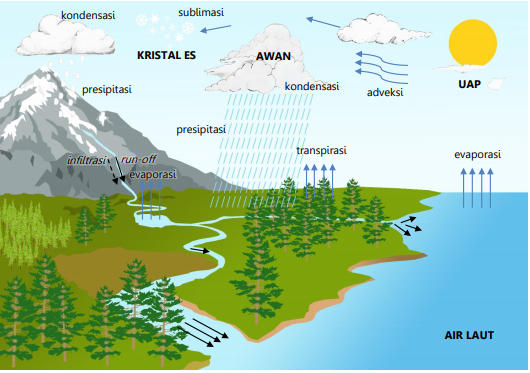 kondensasi
sublimasi
KRISTAL ES
AWAN
kondensasi
adveksi
UAP
presipitasi
presipitasi
infiltrasi
run-off
evaporasi
transpirasi
evaporasi
AIR LAUT